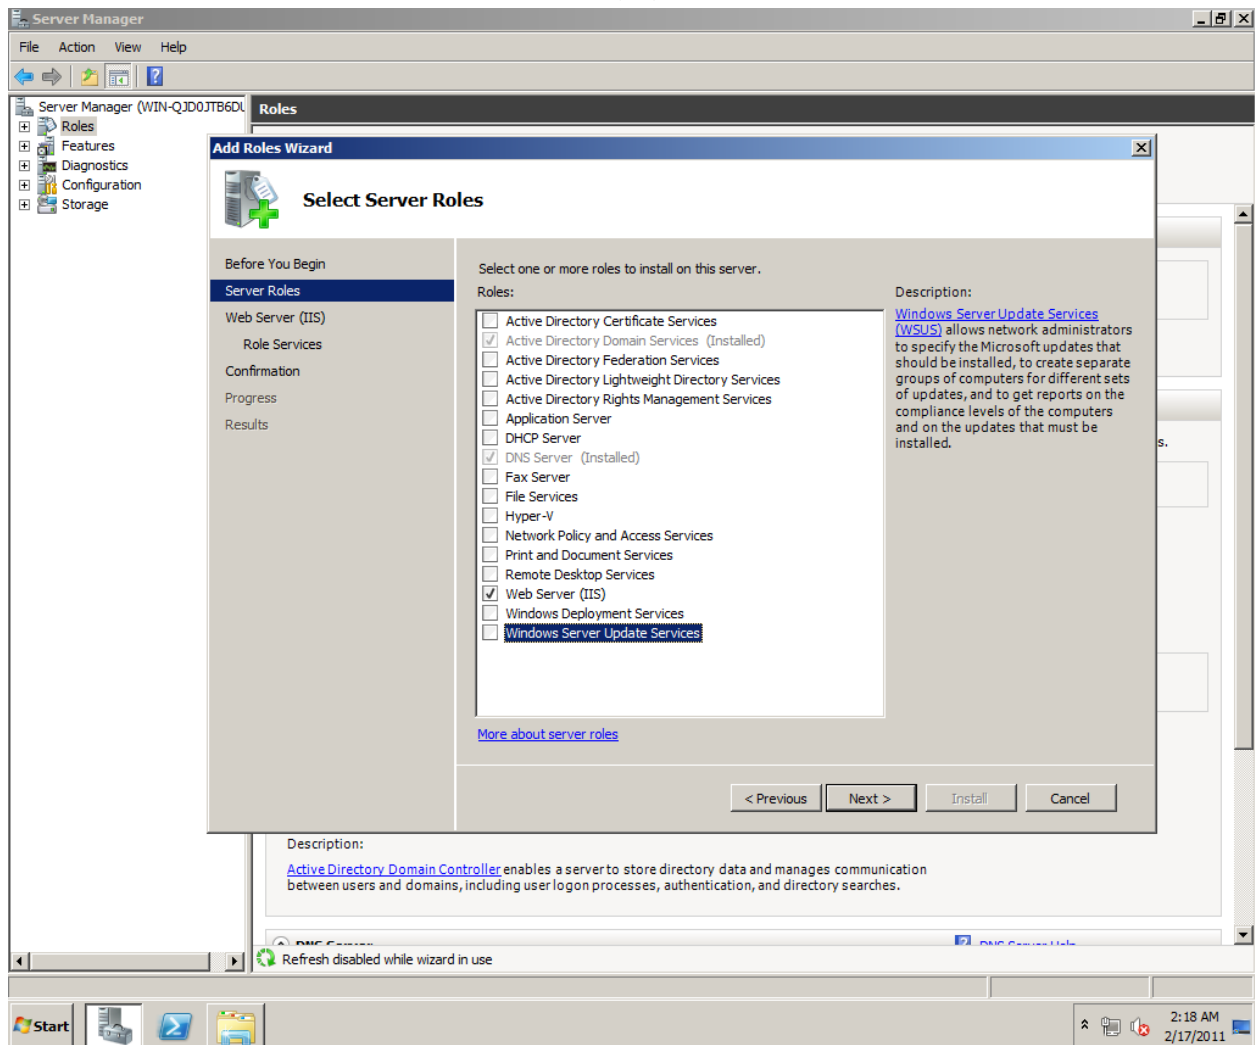 Server Manager
File Action View Help
Server Manager (WIN-QJD0JTB6DU
Roles
Features
Diagnostics
Configuration
Storage
Roles
Add Roles Wizard
Select Server Roles
Before You Begin
Server Roles
Web Server (IIS)
Role Services
Confirmation
Progress
Results
Select one or more roles to install on this server.
Roles:
Active Directory Certificate Services
Active Directory Domain Services (Installed)
Active Directory Federation Services
Active Directory Lightweight Directory Services
Active Directory Rights Management Services
Application Server
DHCP Server
DNS Server (Installed)
Fax Server
File Services
Hyper-V
Network Policy and Access Services
Print and Document Services
Remote Desktop Services
Web Server (IIS)
Windows Deployment Services
Windows Server Update Services
More about server roles
Description:
Windows Server Update Services
(WSUS) allows network administrators
to specify the Microsoft updates that
should be installed, to create separate
groups of computers for different sets
of updates, and to get reports on the
compliance levels of the computers
and on the updates that must be
installed.
s.
< Previous Next > Install Cancel
Description:
Active Directory Domain Controller enables a server to store directory data and manages communication
between users and domains, including user logon processes, authentication, and directory searches.
DNS Server
DNS Server Help
Refresh disabled while wizard in use
Start
2:18 AM
2/17/2011